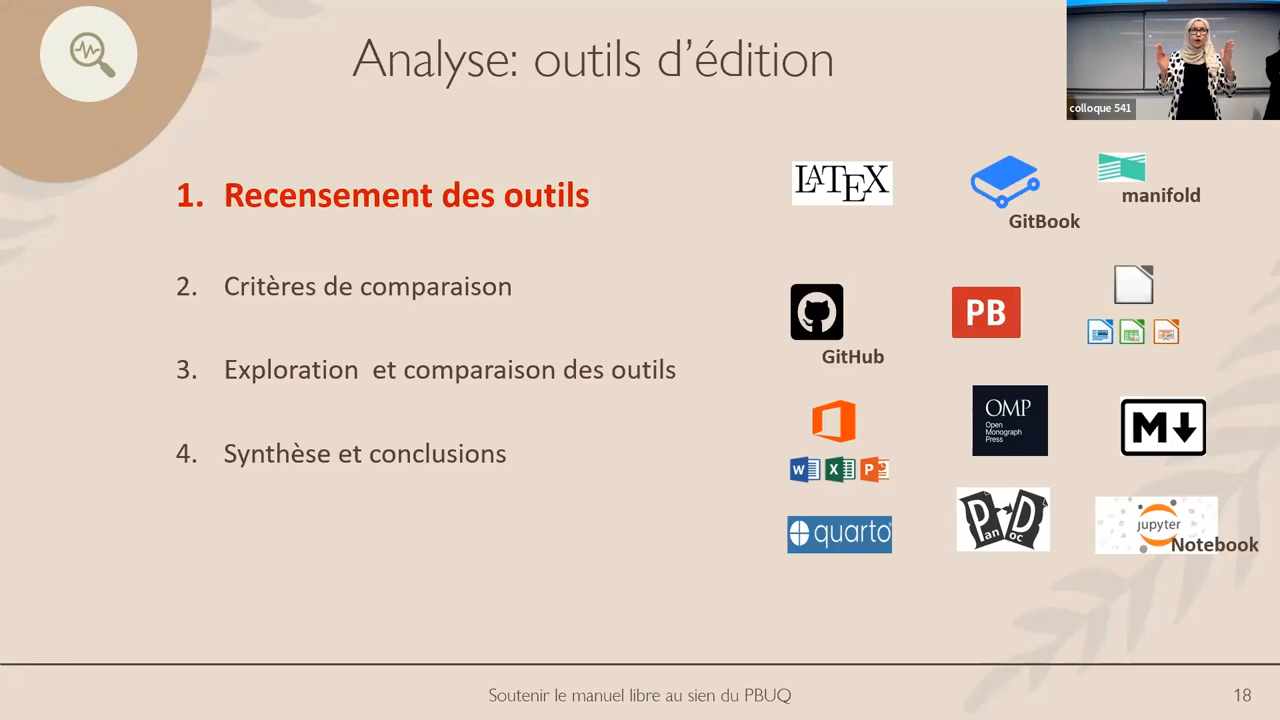 Analyse: outils d'édition
colloque 541
1. Recensement des outils
2. Critères de comparaison
3. Exploration et comparaison des outils
4. Synthèse et conclusions
LATEX
GitBook
manifold
GitHub
PB
OMP
Open
Monograph
Press
M
W X P
quarto
Pan Doc
jupyter
Notebook
Soutenir le manuel libre au sien du PBUQ
18